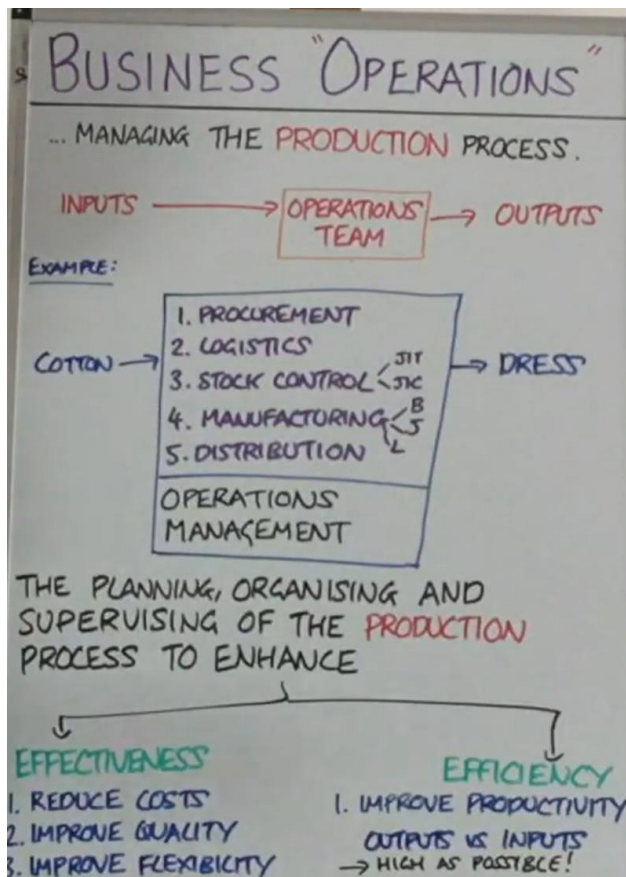 BUSINESS "OPERATIONS"
... MANAGING THE PRODUCTION PROCESS.
INPUTS → OPERATIONS TEAM → OUTPUTS
EXAMPLE:
COTTON → → DRESS
1. PROCUREMENT
2. LOGISTICS
3. STOCK CONTROL < JIT JIC
4. MANUFACTURING < B J L
5. DISTRIBUTION
OPERATIONS
MANAGEMENT
THE PLANNING, ORGANISING AND
SUPERVISING OF THE PRODUCTION
PROCESS TO ENHANCE
EFFECTIVENESS
1. REDUCE COSTS
2. IMPROVE QUALITY
3. IMPROVE FLEXIBILITY
EFFICIENCY
1. IMPROVE PRODUCTIVITY
OUTPUTS VS INPUTS
→ HIGH AS POSSIBLE!